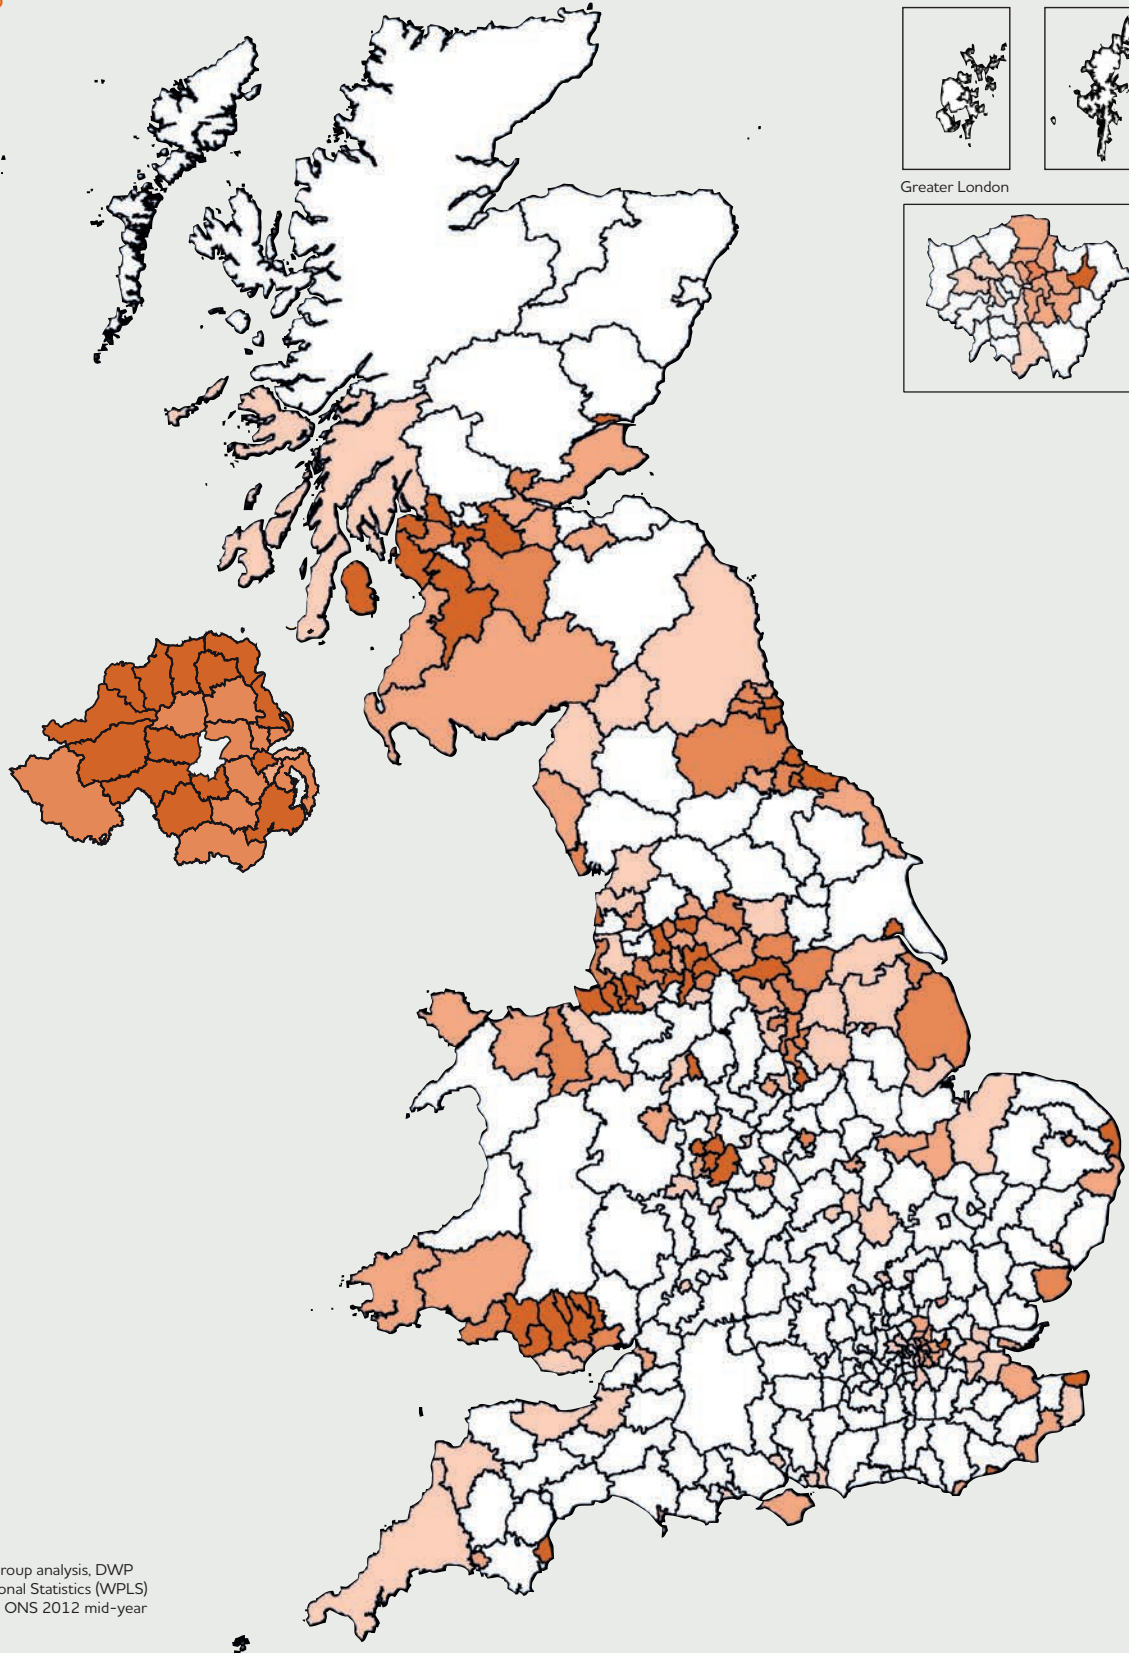 Greater London
roup analysis, DWP
onal Statistics (WPLS)
ONS 2012 mid-year